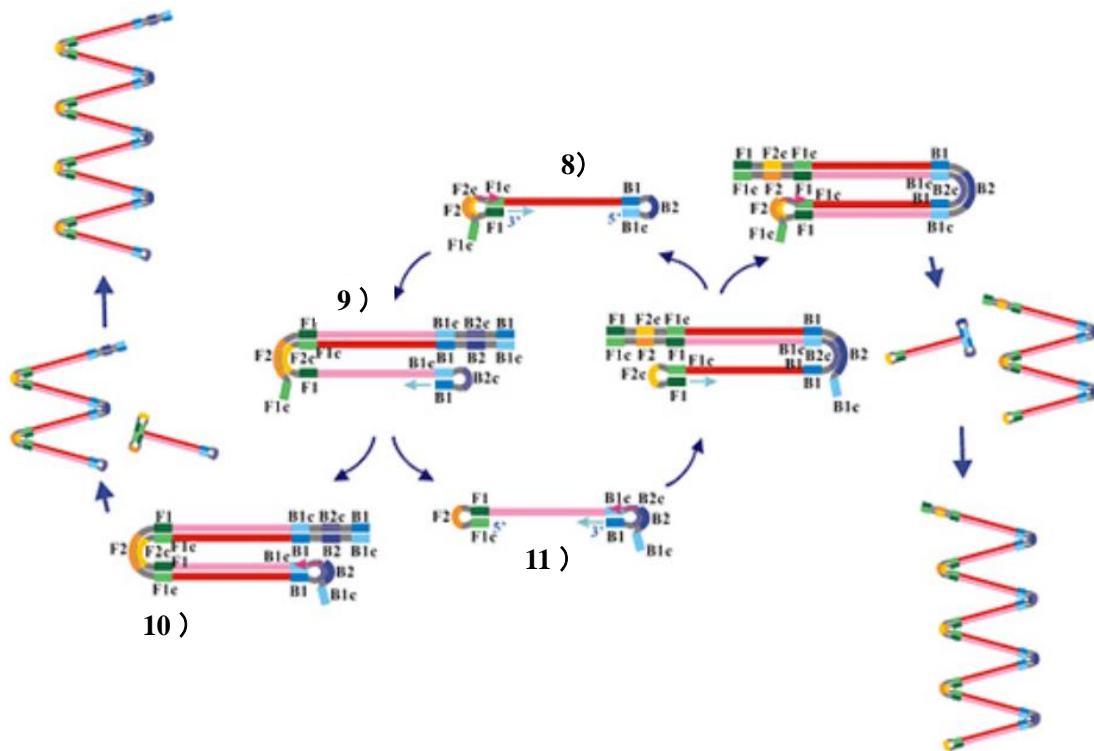 8)
F2c F1c
F2
F1
3'
F1c
B1
B2
5'
B1c
F1 F2c F1c
F1c F2 F1 F1c
F2
F1
F1c
B1
B1c
B2c
B1
B2
B1c
9)
F1
F2
F2c
F1c
F1
F1c
B1c B2c B1
B1 B2 B1c
B1c
B1
B2c
F1 F2c F1c
F1c F2 F1
F1c
F2c
F1
B1
B1c
B2c
B1
B2
B1c
F1
F2
F2c
F1c
F1
F1c
B1c B2c B1
B1 B2 B1c
B1c
B2
B1
B1c
10)
F1
F2
F1c
5'
B1c B2c
B2
3'
B1
B1c
11)